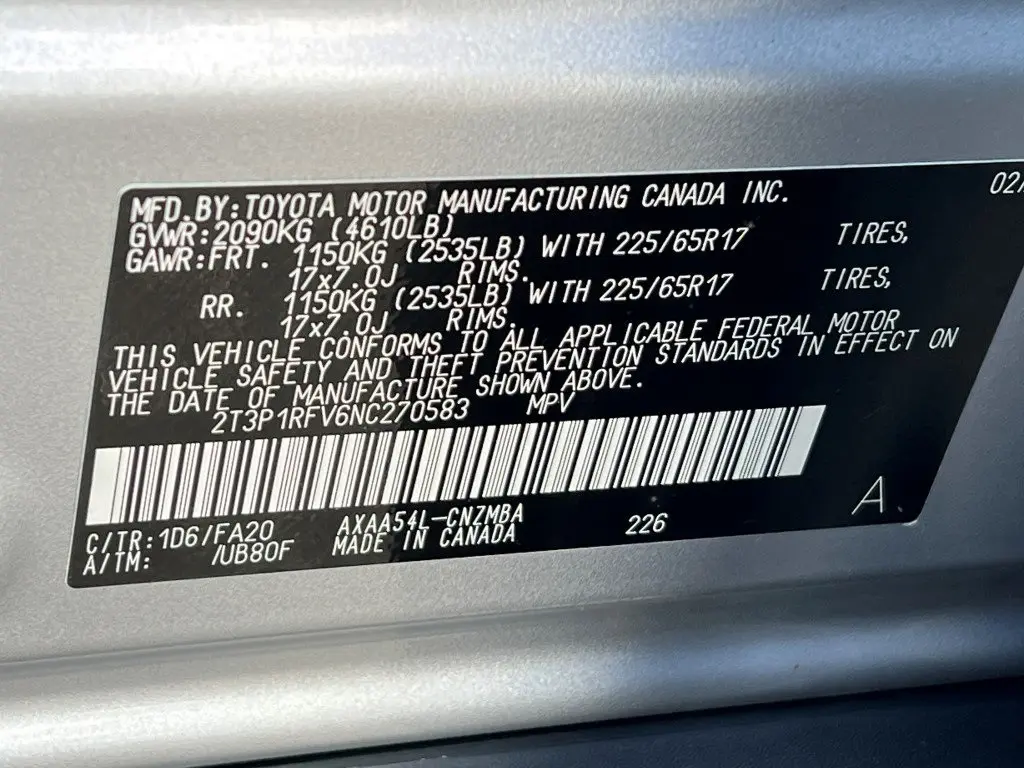 MFD.BY:TOYOTA MOTOR MANUFACTURING CANADA INC. 02/
GVWR:2090KG (4610LB)
GAWR:FRT. 1150KG (2535LB) WITH 225/65R17 TIRES,
17x7.0J RIMS.
RR. 1150KG (2535LB) WITH 225/65R17 TIRES,
17x7.0J RIMS.
THIS VEHICLE CONFORMS TO ALL APPLICABLE FEDERAL MOTOR
VEHICLE SAFETY AND THEFT PREVENTION STANDARDS IN EFFECT ON
THE DATE OF MANUFACTURE SHOWN ABOVE.
2T3P1RFV6NC270583 MPV
C/TR:1D6/FA20 AXAA54L-CNZMBA 226 A
A/TM: /UB80F MADE IN CANADA